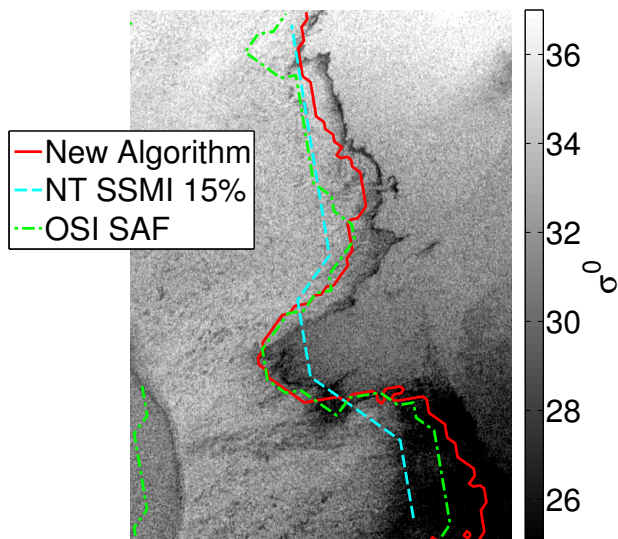 New Algorithm
NT SSMI 15%
OSI SAF
36
34
32
30
28
26
σ⁰